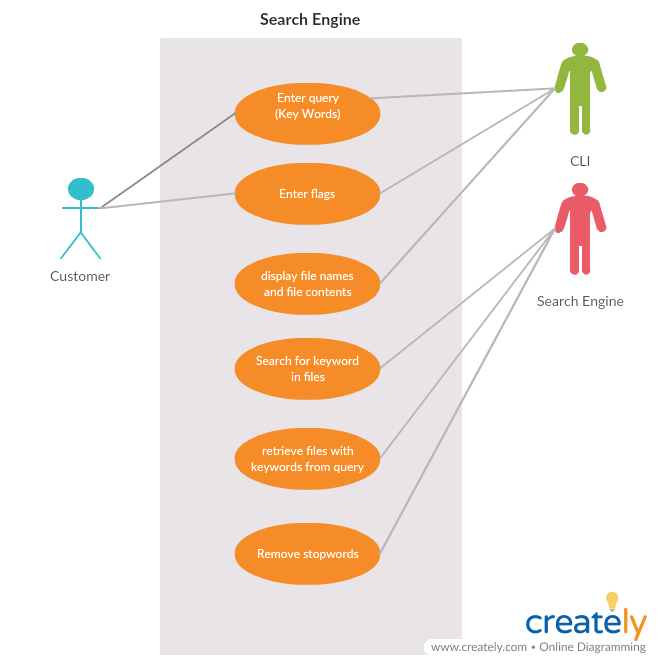 Search Engine
Enter query
(Key Words)
CLI
Enter flags
Customer
display file names
and file contents
Search Engine
Search for keyword
in files
retrieve files with
keywords from query
Remove stopwords
creately
www.creately.com • Online Diagramming